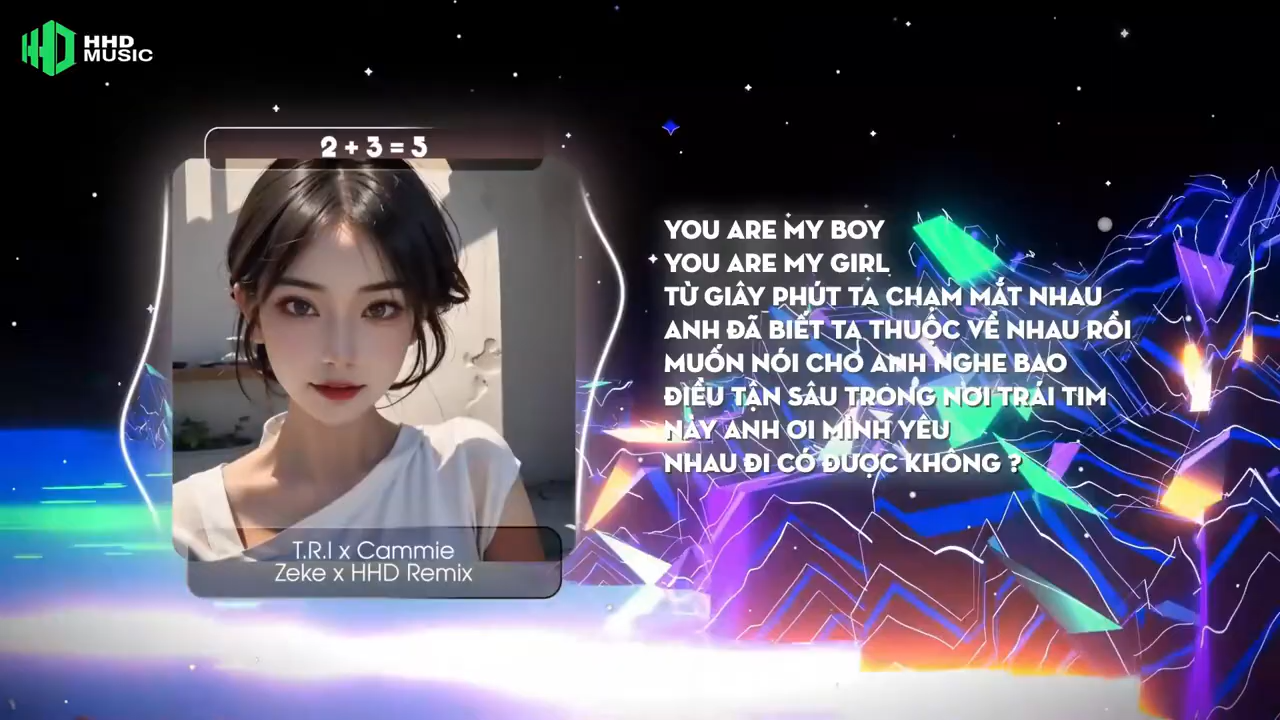 HHD
MUSIC
2 + 3 = 5
YOU ARE MY BOY
YOU ARE MY GIRL
TỪ GIÂY PHÚT TA CHẠM MẮT NHAU
ANH ĐÃ BIẾT TA THUỘC VỀ NHAU RỒI
MUỐN NÓI CHO ANH NGHE BAO
ĐIỀU TẬN SÂU TRONG NƠI TRÁI TIM
NÀY ANH ƠI MÌNH YÊU
NHAU ĐI CÓ ĐƯỢC KHÔNG ?
T.R.I x Cammie
Zeke x HHD Remix